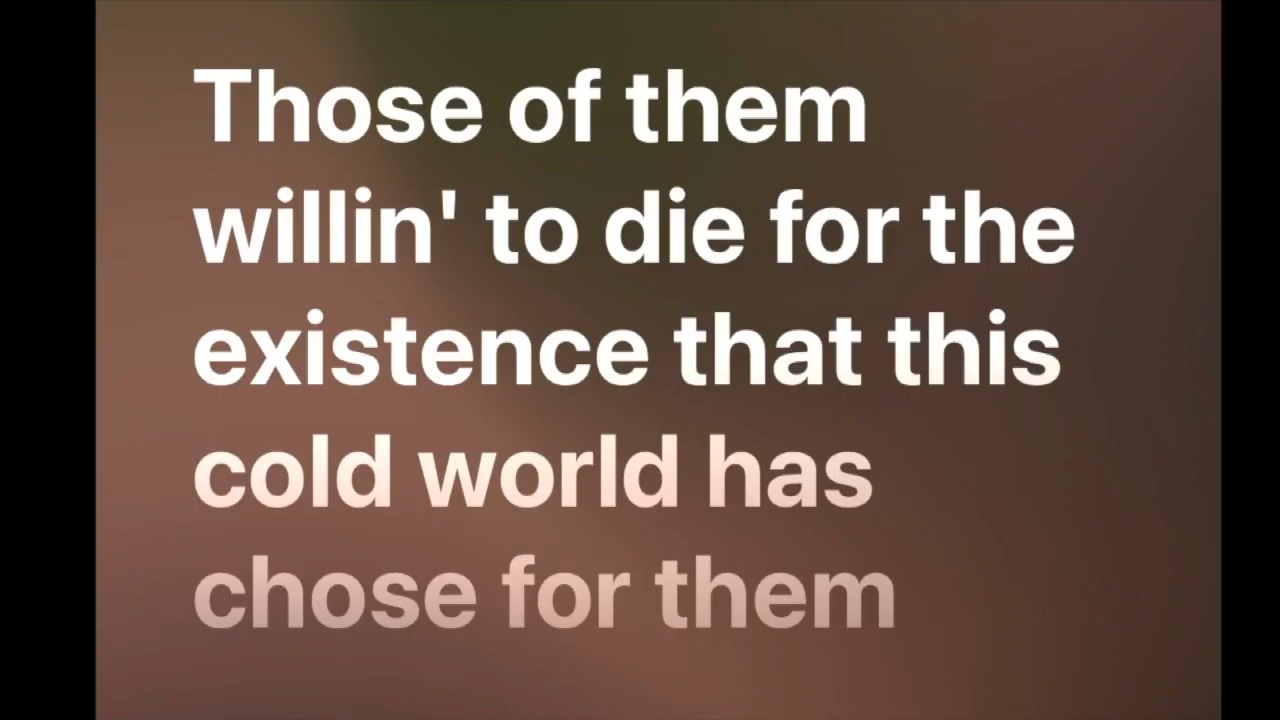 Those of them
willin' to die for the
existence that this
cold world has
chose for them